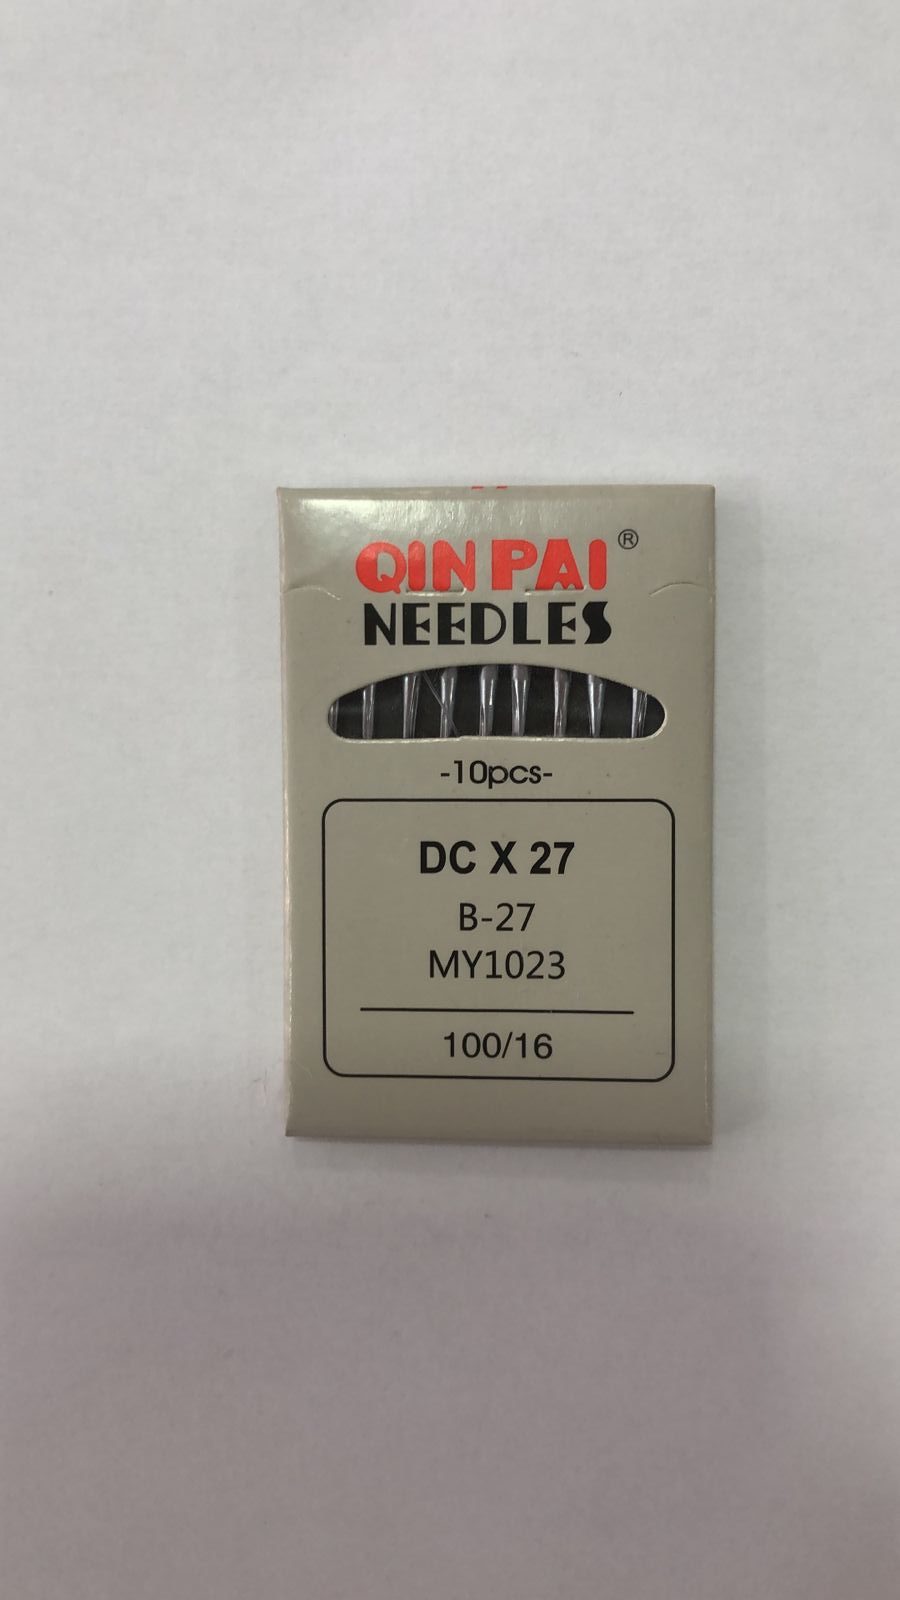 QIN PAI ®
NEEDLES
-10pcs-
DC X 27
B-27
MY1023
100/16